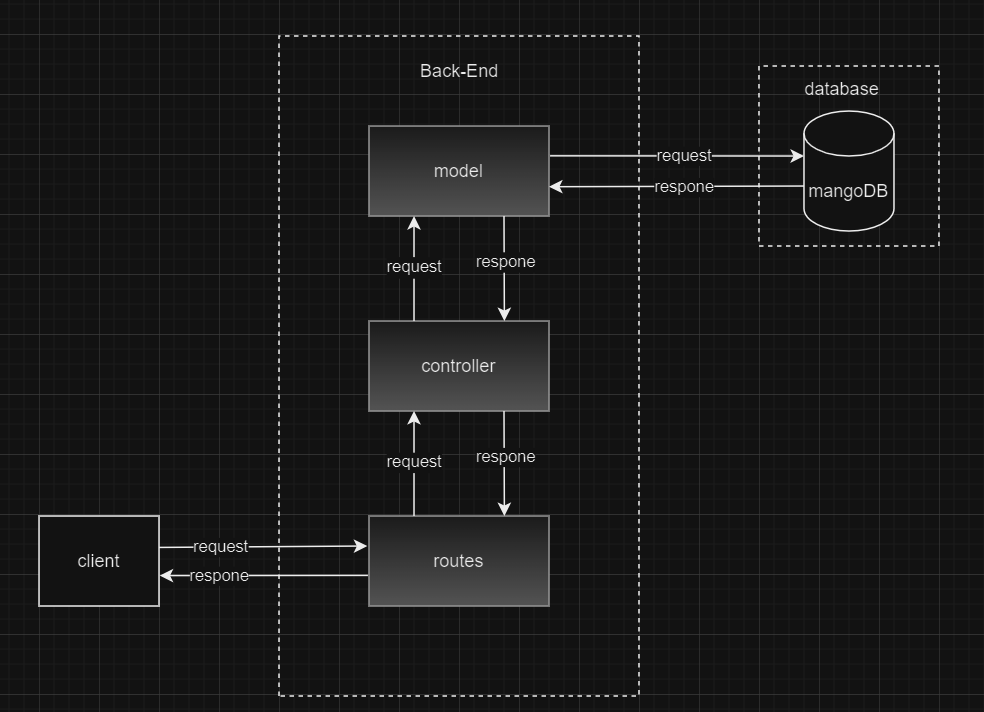 Back-End
database
model
request
respone
mangoDB
request
respone
controller
request
respone
client
request
respone
routes